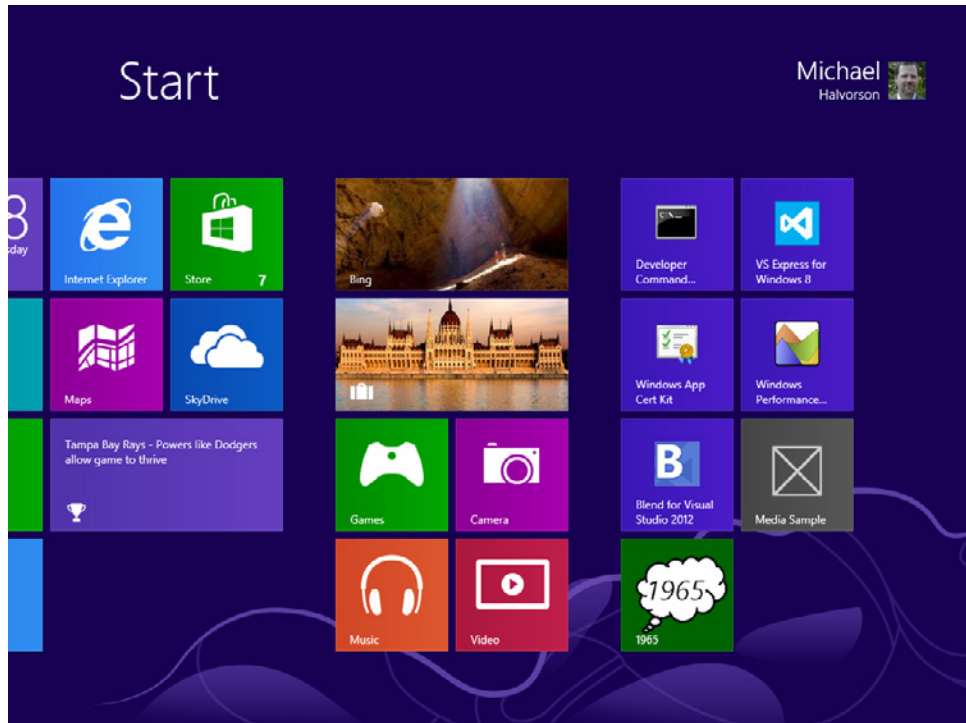 Start
Michael
Halvorson
8
sday
Internet Explorer
Store
7
Bing
Developer
Command...
VS Express for
Windows 8
Maps
SkyDrive
Windows App
Cert Kit
Windows
Performance...
Tampa Bay Rays - Powers like Dodgers
allow game to thrive
Games
Camera
B
Blend for Visual
Studio 2012
Media Sample
Music
Video
1965
1965